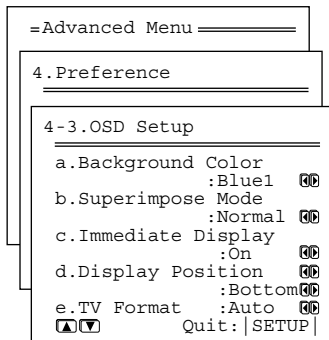 =Advanced Menu
4.Preference
4-3.OSD Setup
a.Background Color
:Blue1
b.Superimpose Mode
:Normal
c.Immediate Display
:On
d.Display Position
:Bottom
e.TV Format :Auto
Quit:|SETUP|